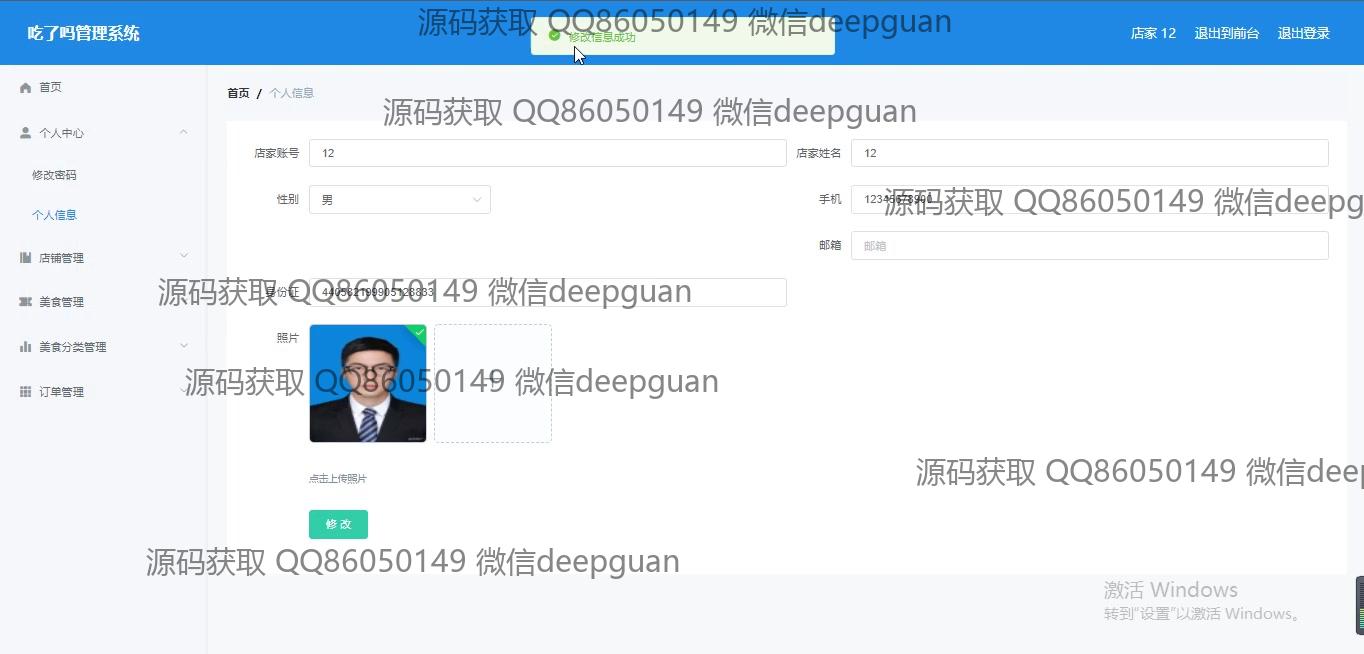 吃了吗管理系统
修改信息成功
店家 12 退出到前台 退出登录
源码获取 QQ86050149 微信deepguan
首页
个人中心
修改密码
个人信息
店铺管理
美食管理
美食分类管理
订单管理
首页 / 个人信息
源码获取 QQ86050149 微信deepguan
店家账号 12 店家姓名 12
性别 男 手机 12345678900
源码获取 QQ86050149 微信deepg
邮箱 邮箱
身份证
源码获取 QQ86050149 微信deepguan
照片
源码获取 QQ86050149 微信deepguan
源码获取 QQ86050149 微信deep
点击上传照片
修 改
源码获取 QQ86050149 微信deepguan
激活 Windows
转到"设置"以激活 Windows。